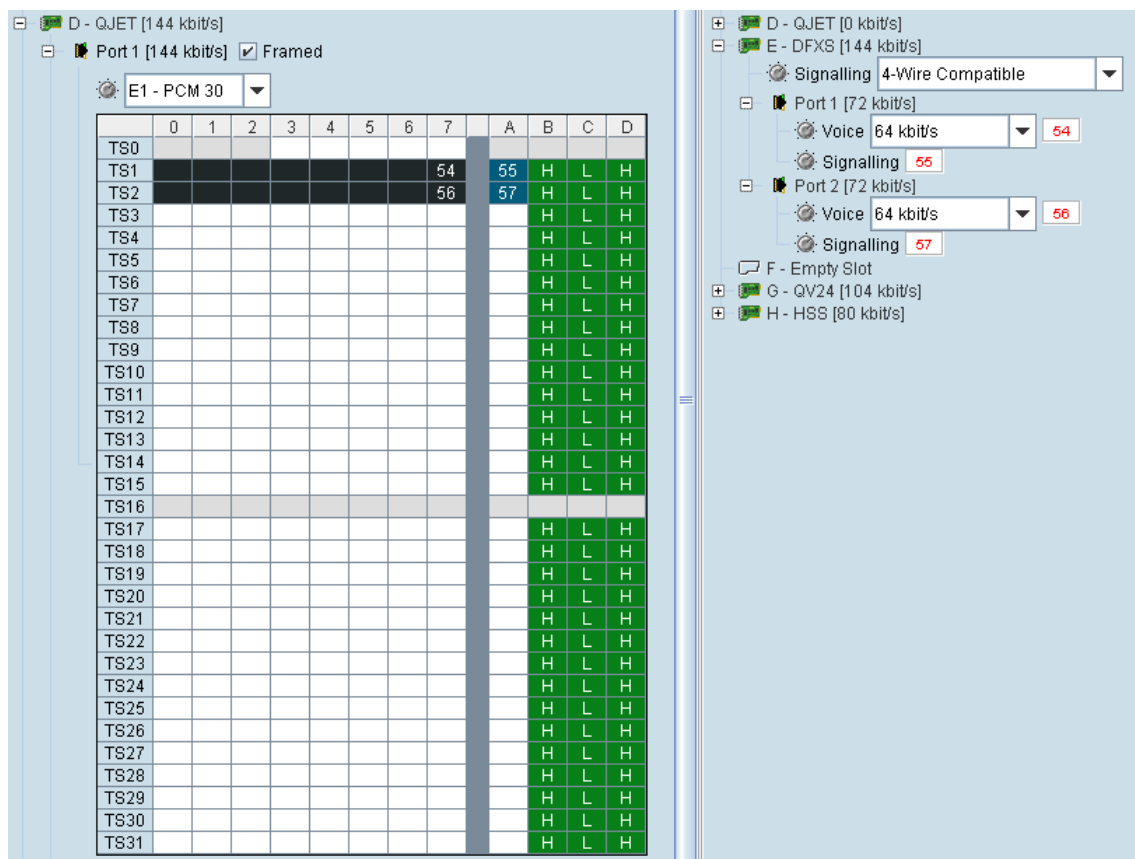 D - QJET [144 kbit/s]
Port 1 [144 kbit/s] Framed
E1 - PCM 30
0 1 2 3 4 5 6 7 A B C D
TS0
TS1 54 55 H L H
TS2 56 57 H L H
TS3 H L H
TS4 H L H
TS5 H L H
TS6 H L H
TS7 H L H
TS8 H L H
TS9 H L H
TS10 H L H
TS11 H L H
TS12 H L H
TS13 H L H
TS14 H L H
TS15 H L H
TS16
TS17 H L H
TS18 H L H
TS19 H L H
TS20 H L H
TS21 H L H
TS22 H L H
TS23 H L H
TS24 H L H
TS25 H L H
TS26 H L H
TS27 H L H
TS28 H L H
TS29 H L H
TS30 H L H
TS31 H L H
D - QJET [0 kbit/s]
E - DFXS [144 kbit/s]
Signalling 4-Wire Compatible
Port 1 [72 kbit/s]
Voice 64 kbit/s 54
Signalling 55
Port 2 [72 kbit/s]
Voice 64 kbit/s 56
Signalling 57
F - Empty Slot
G - QV24 [104 kbit/s]
H - HSS [80 kbit/s]